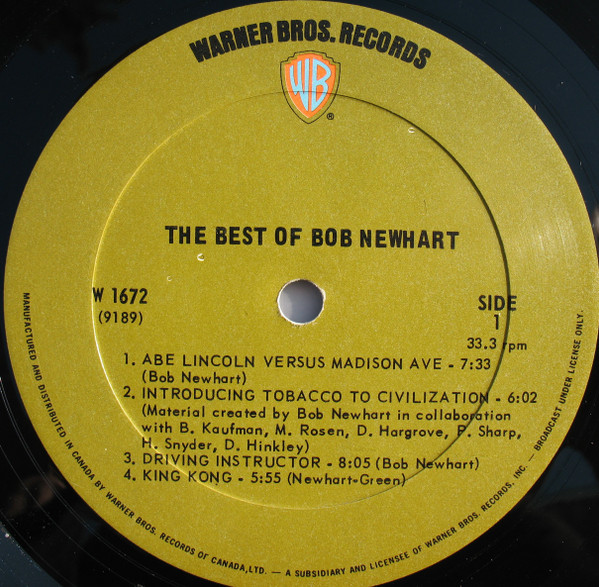 WARNER BROS. RECORDS
WB
®
THE BEST OF BOB NEWHART
W 1672
(9189)
SIDE
1
33.3 rpm
1. ABE LINCOLN VERSUS MADISON AVE - 7:33
(Bob Newhart)
2. INTRODUCING TOBACCO TO CIVILIZATION - 6:02
(Material created by Bob Newhart in collaboration
with B. Kaufman, M. Rosen, D. Hargrove, P. Sharp,
H. Snyder, D. Hinkley)
3. DRIVING INSTRUCTOR - 8:05 (Bob Newhart)
4. KING KONG - 5:55 (Newhart-Green)
MANUFACTURED AND DISTRIBUTED IN CANADA BY WARNER BROS. RECORDS OF CANADA, LTD. — A SUBSIDIARY AND LICENSEE OF WARNER BROS. RECORDS, INC. — BROADCAST UNDER LICENSE ONLY.